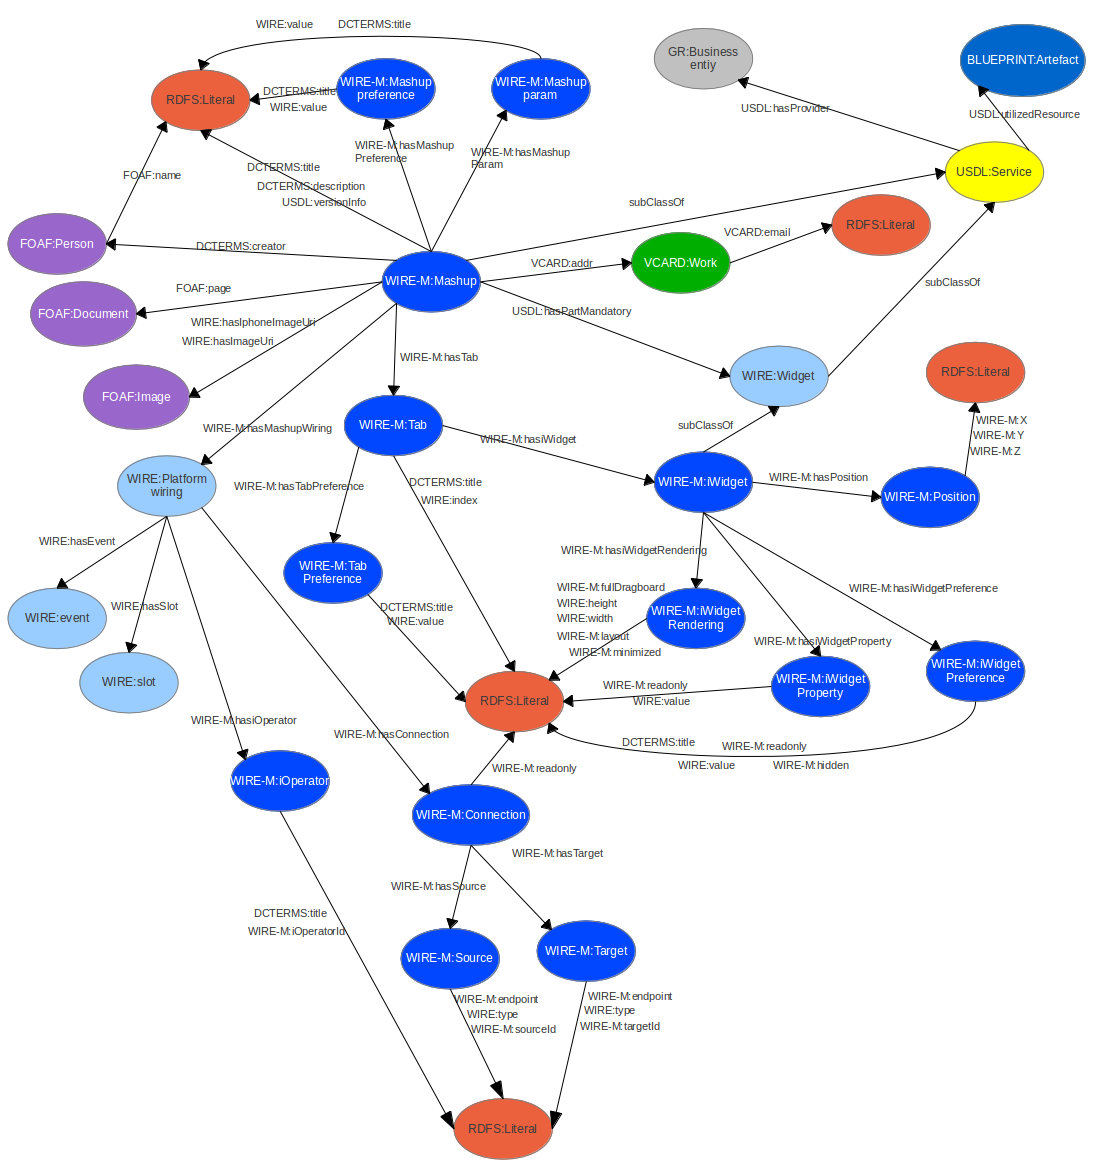 WIRE:value
DCTERMS:title
GR:Business
entiy
BLUEPRINT:Artefact
RDFS:Literal
WIRE-M:Mashup
preference
WIRE-M:Mashup
param
DCTERMS:title
WIRE:value
USDL:hasProvider
USDL:utilizedResource
WIRE-M:hasMashup
Preference
WIRE-M:hasMashup
Param
FOAF:name
DCTERMS:title
DCTERMS:description
USDL:versionInfo
USDL:Service
subClassOf
FOAF:Person
DCTERMS:creator
VCARD:email
RDFS:Literal
WIRE-M:Mashup
VCARD:addr
VCARD:Work
FOAF:page
subClassOf
FOAF:Document
WIRE:hasIphoneImageUri
WIRE:hasImageUri
USDL:hasPartMandatory
WIRE-M:hasTab
WIRE:Widget
RDFS:Literal
FOAF:Image
WIRE-M:hasMashupWiring
WIRE-M:Tab
WIRE-M:hasiWidget
subClassOf
WIRE-M:X
WIRE-M:Y
WIRE-M:Z
WIRE:Platform
wiring
WIRE-M:hasTabPreference
DCTERMS:title
WIRE:index
WIRE-M:iWidget
WIRE-M:hasPosition
WIRE-M:Position
WIRE:hasEvent
WIRE-M:hasiWidgetRendering
WIRE-M:Tab
Preference
WIRE-M:fullDragboard
WIRE:height
WIRE:width
WIRE-M:layout
WIRE-M:minimized
WIRE-M:iWidget
Rendering
WIRE-M:hasiWidgetPreference
WIRE:event
WIRE:hasSlot
DCTERMS:title
WIRE:value
WIRE-M:hasiWidgetProperty
WIRE:slot
WIRE-M:iWidget
Property
WIRE-M:iWidget
Preference
WIRE-M:readonly
WIRE:value
RDFS:Literal
WIRE-M:hasiOperator
WIRE-M:hasConnection
DCTERMS:title
WIRE-M:readonly
WIRE:value
WIRE-M:hidden
WIRE-M:readonly
WIRE-M:iOperator
WIRE-M:Connection
WIRE-M:hasTarget
WIRE-M:hasSource
DCTERMS:title
WIRE-M:iOperatorId
WIRE-M:Source
WIRE-M:Target
WIRE-M:endpoint
WIRE:type
WIRE-M:sourceId
WIRE-M:endpoint
WIRE:type
WIRE-M:targetId
RDFS:Literal